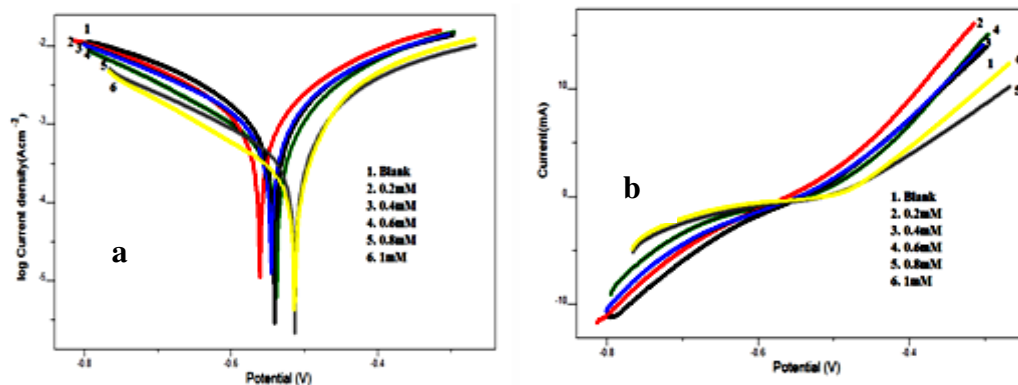 1
2
3
4
5
6
-2
-3
-4
-5
log Current density(Acm⁻³)
a
1. Blank
2. 0.2mM
3. 0.4mM
4. 0.6mM
5. 0.8mM
6. 1mM
-0.8
-0.6
-0.4
Potential (V)
2
4
1
5
10
0
-10
Current(mA)
b
1. Blank
2. 0.2mM
3. 0.4mM
4. 0.6mM
5. 0.8mM
6. 1mM
-0.8
-0.6
-0.4
Potential (V)